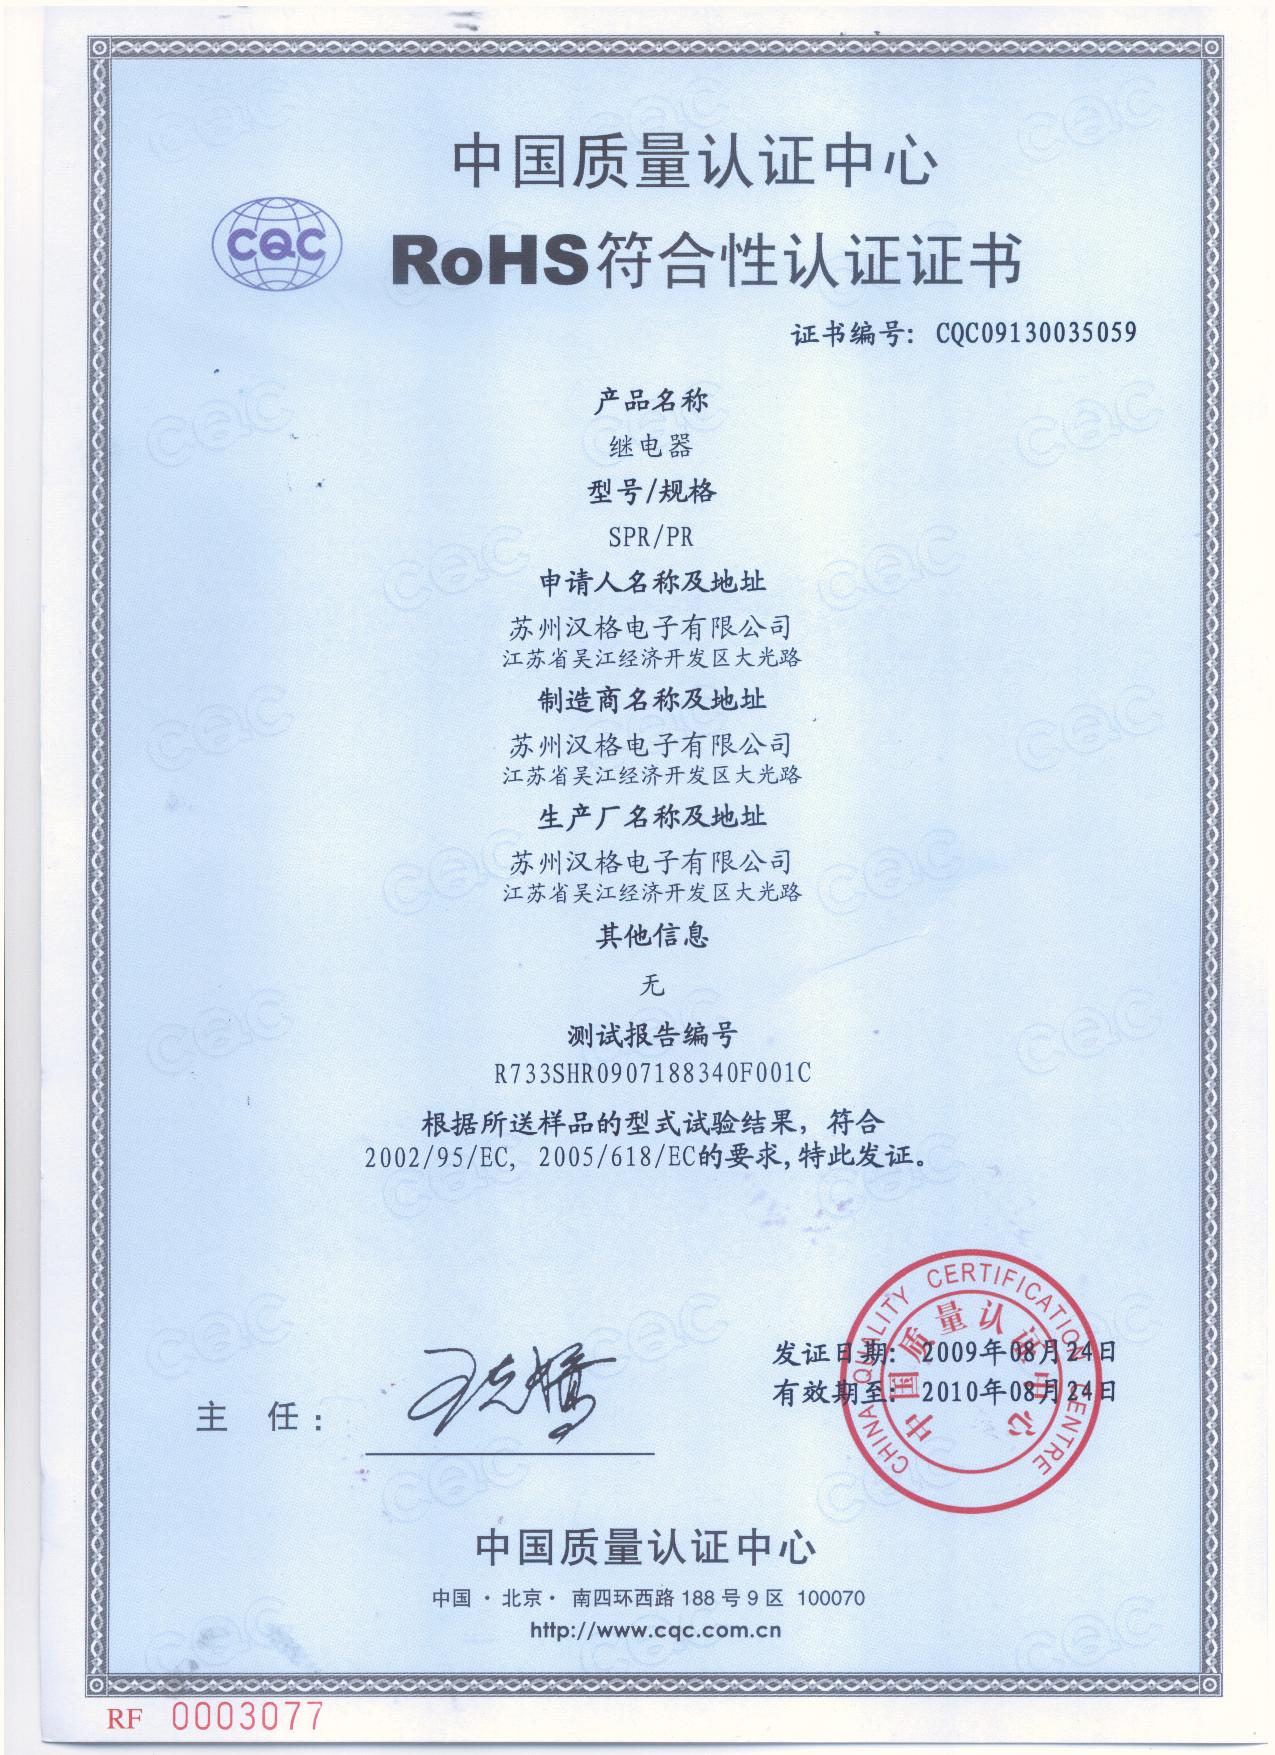 中国质量认证中心
CQC
RoHS符合性认证证书
证书编号: CQC09130035059
产品名称
继电器
型号/规格
SPR/PR
申请人名称及地址
苏州汉格电子有限公司
江苏省吴江经济开发区大光路
制造商名称及地址
苏州汉格电子有限公司
江苏省吴江经济开发区大光路
生产厂名称及地址
苏州汉格电子有限公司
江苏省吴江经济开发区大光路
其他信息
无
测试报告编号
R733SHR0907188340F001C
根据所送样品的型式试验结果，符合
2002/95/EC, 2005/618/EC的要求,特此发证。
CHINA QUALITY CERTIFICATION CENTRE
中国质量认证中心
发证日期: 2009年08月24日
有效期至: 2010年08月24日
主 任：
中国质量认证中心
中国 · 北京 · 南四环西路 188 号 9 区 100070
http://www.cqc.com.cn
RF 0003077